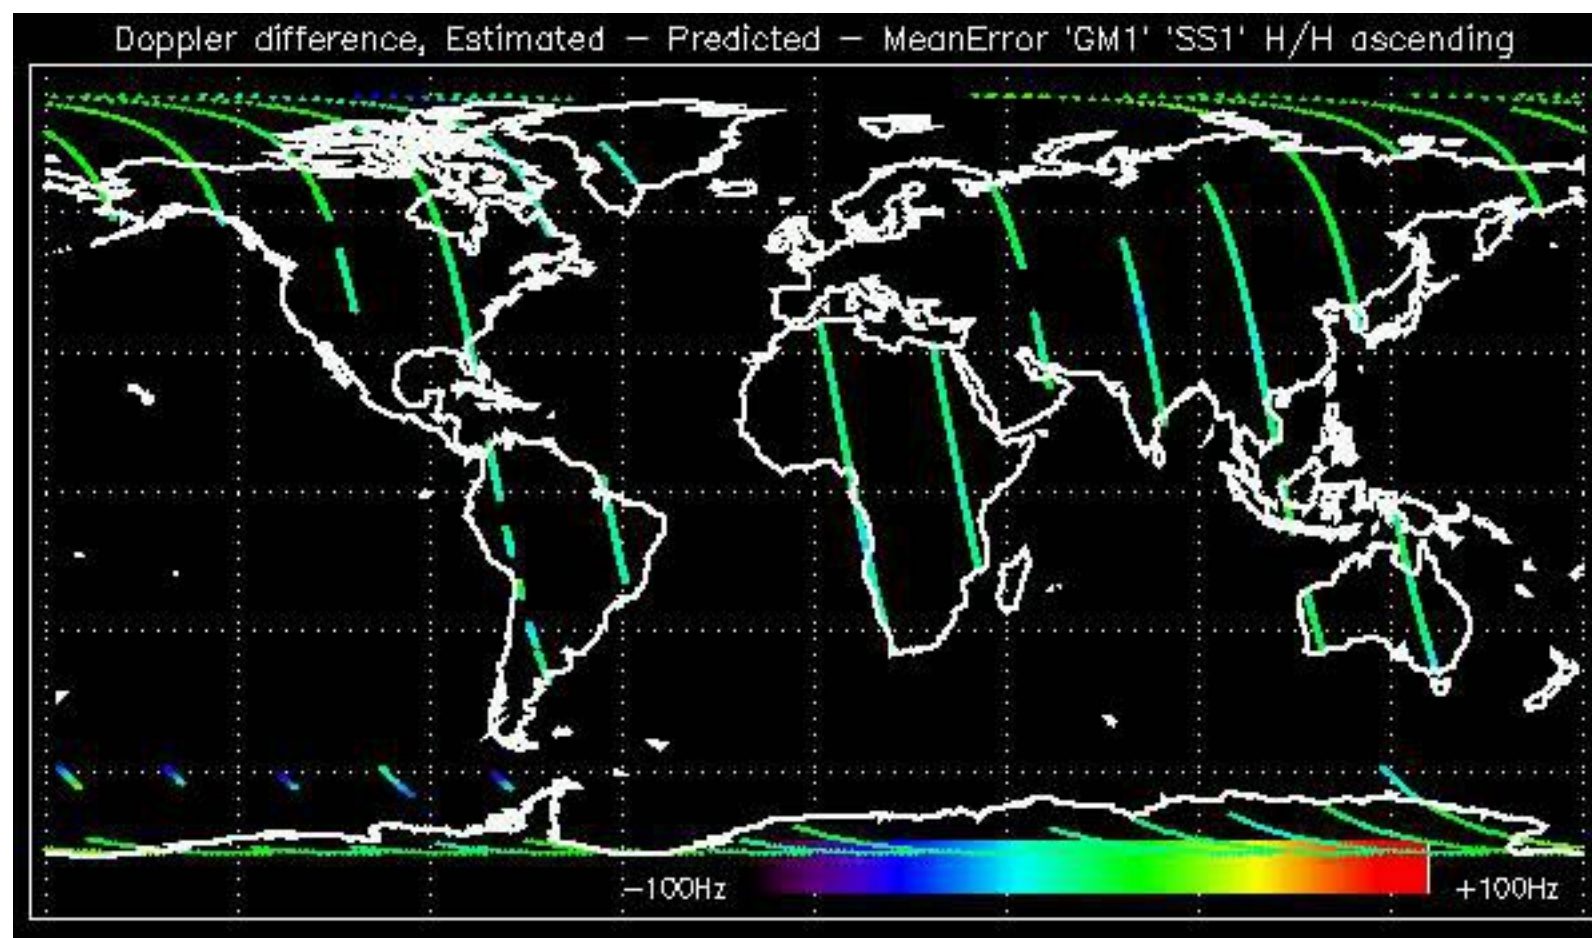 Doppler difference, Estimated – Predicted – MeanError 'GM1' 'SS1' H/H ascending
-100Hz
+100Hz